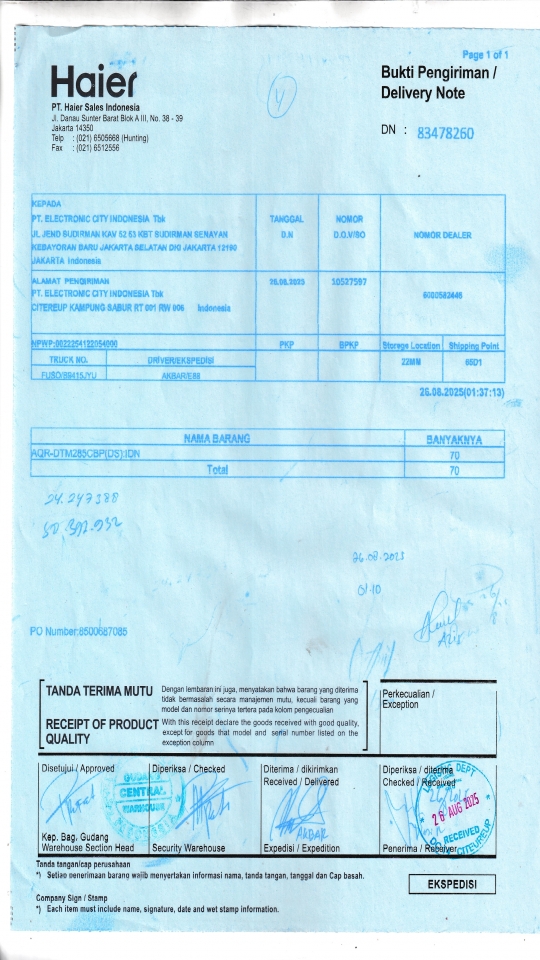 Page 1 of 1
Haier
Bukti Pengiriman /
Delivery Note
PT. Haier Sales Indonesia
Jl. Danau Sunter Barat Blok A III, No. 38 - 39
Jakarta 14350
Telp : (021) 6505668 (Hunting)
Fax : (021) 6512556
DN : 83478260
KEPADA
PT. ELECTRONIC CITY INDONESIA Tbk
JL JEND SUDIRMAN KAV 52 53 KBT SUDIRMAN SENAYAN
KEBAYORAN BARU JAKARTA SELATAN DKI JAKARTA 12190
JAKARTA Indonesia
TANGGAL
D.N
NOMOR
D.O.V/SO
NOMOR DEALER
ALAMAT PENGIRIMAN
PT. ELECTRONIC CITY INDONESIA Tbk
CITEREUP KAMPUNG SABUR RT 001 RW 006 Indonesia
26.08.2025
10527597
6000582446
NPWP:0022254122054000
PKP
BPKP
Storage Location
Shipping Point
TRUCK NO.
DRIVER/EKSPEDISI
22MM
65D1
FUSO/B9415JYU
AKBAR/E88
26.08.2025(01:37:13)
NAMA BARANG
BANYAKNYA
AQR-DTM285CBP(DS):IDN
70
Total
70
24.247388
50.392.932
26.08.2025
01.10
PO Number:6500687085
TANDA TERIMA MUTU
Dengan lembaran ini juga, menyatakan bahwa barang yang diterima
tidak bermasalah secara manajemen mutu, kecuali barang yang
model dan nomor serinya tertera pada kolom pengecualian
RECEIPT OF PRODUCT
QUALITY
With this receipt declare the goods received with good quality,
except for goods that model and serial number listed on the
exception column
Perkecualian /
Exception
Disetujui / Approved
Diperiksa / Checked
Diterima / dikirimkan
Received / Delivered
Diperiksa / diterima
Checked / Received
CENTRAL
WAREHOUSE
AKBAR
26 AUG 2025
RECEIVED
CITEUREUP
Kep. Bag. Gudang
Warehouse Section Head
Security Warehouse
Expedisi / Expedition
Penerima / Receiver
Tanda tangan/cap perusahaan
*) Setiap penerimaan barang wajib menyertakan informasi nama, tanda tangan, tanggal dan Cap basah.
EKSPEDISI
Company Sign / Stamp
*) Each item must include name, signature, date and wet stamp information.